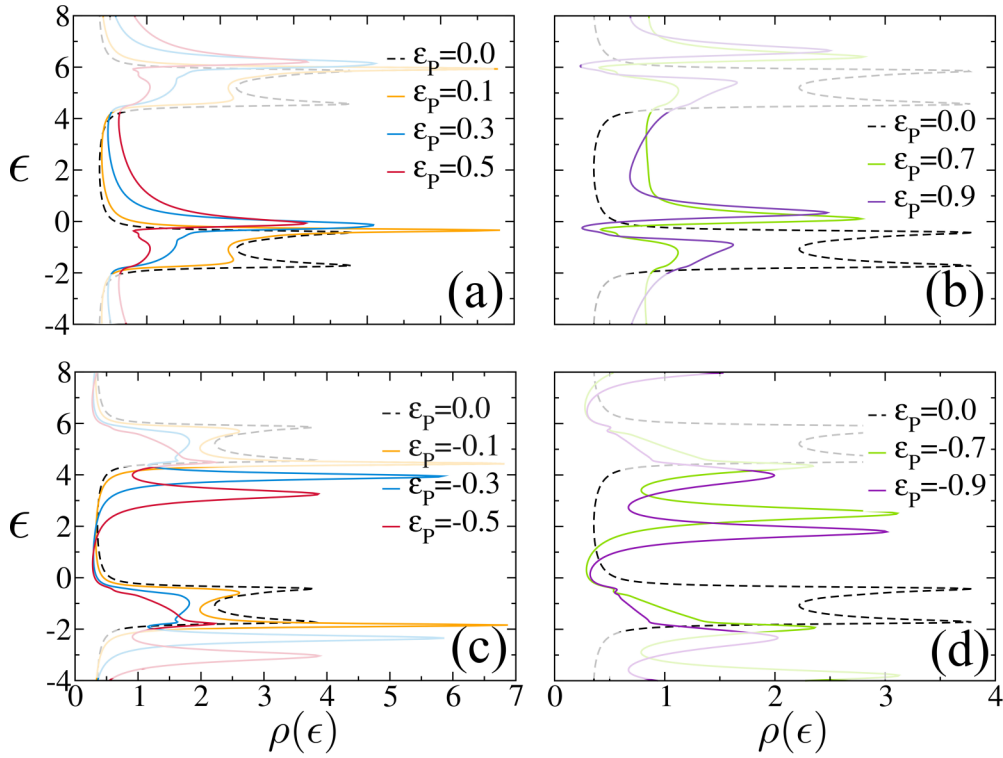 8
6
4
2
0
-2
-4
ϵ
ε_P=0.0
ε_P=0.1
ε_P=0.3
ε_P=0.5
(a)
ε_P=0.0
ε_P=0.7
ε_P=0.9
(b)
8
6
4
2
0
-2
-4
ϵ
ε_P=0.0
ε_P=-0.1
ε_P=-0.3
ε_P=-0.5
(c)
0 1 2 3 4 5 6 7
ρ(ϵ)
ε_P=0.0
ε_P=-0.7
ε_P=-0.9
(d)
0 1 2 3 4
ρ(ϵ)